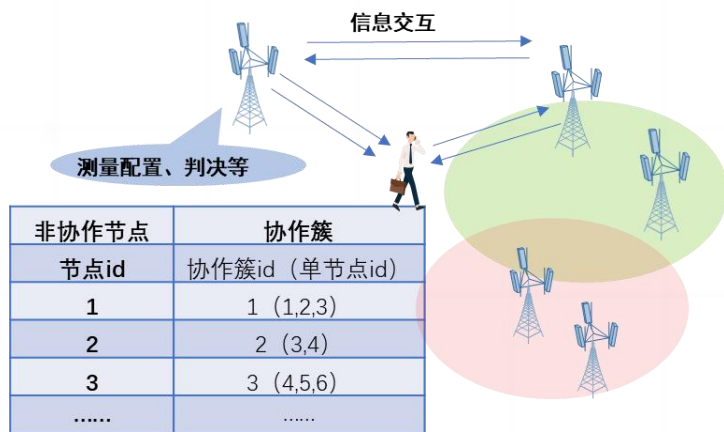 信息交互
测量配置、判决等
非协作节点 协作簇
节点id 协作簇id（单节点id）
1 1（1,2,3）
2 2（3,4）
3 3（4,5,6）
…… ……